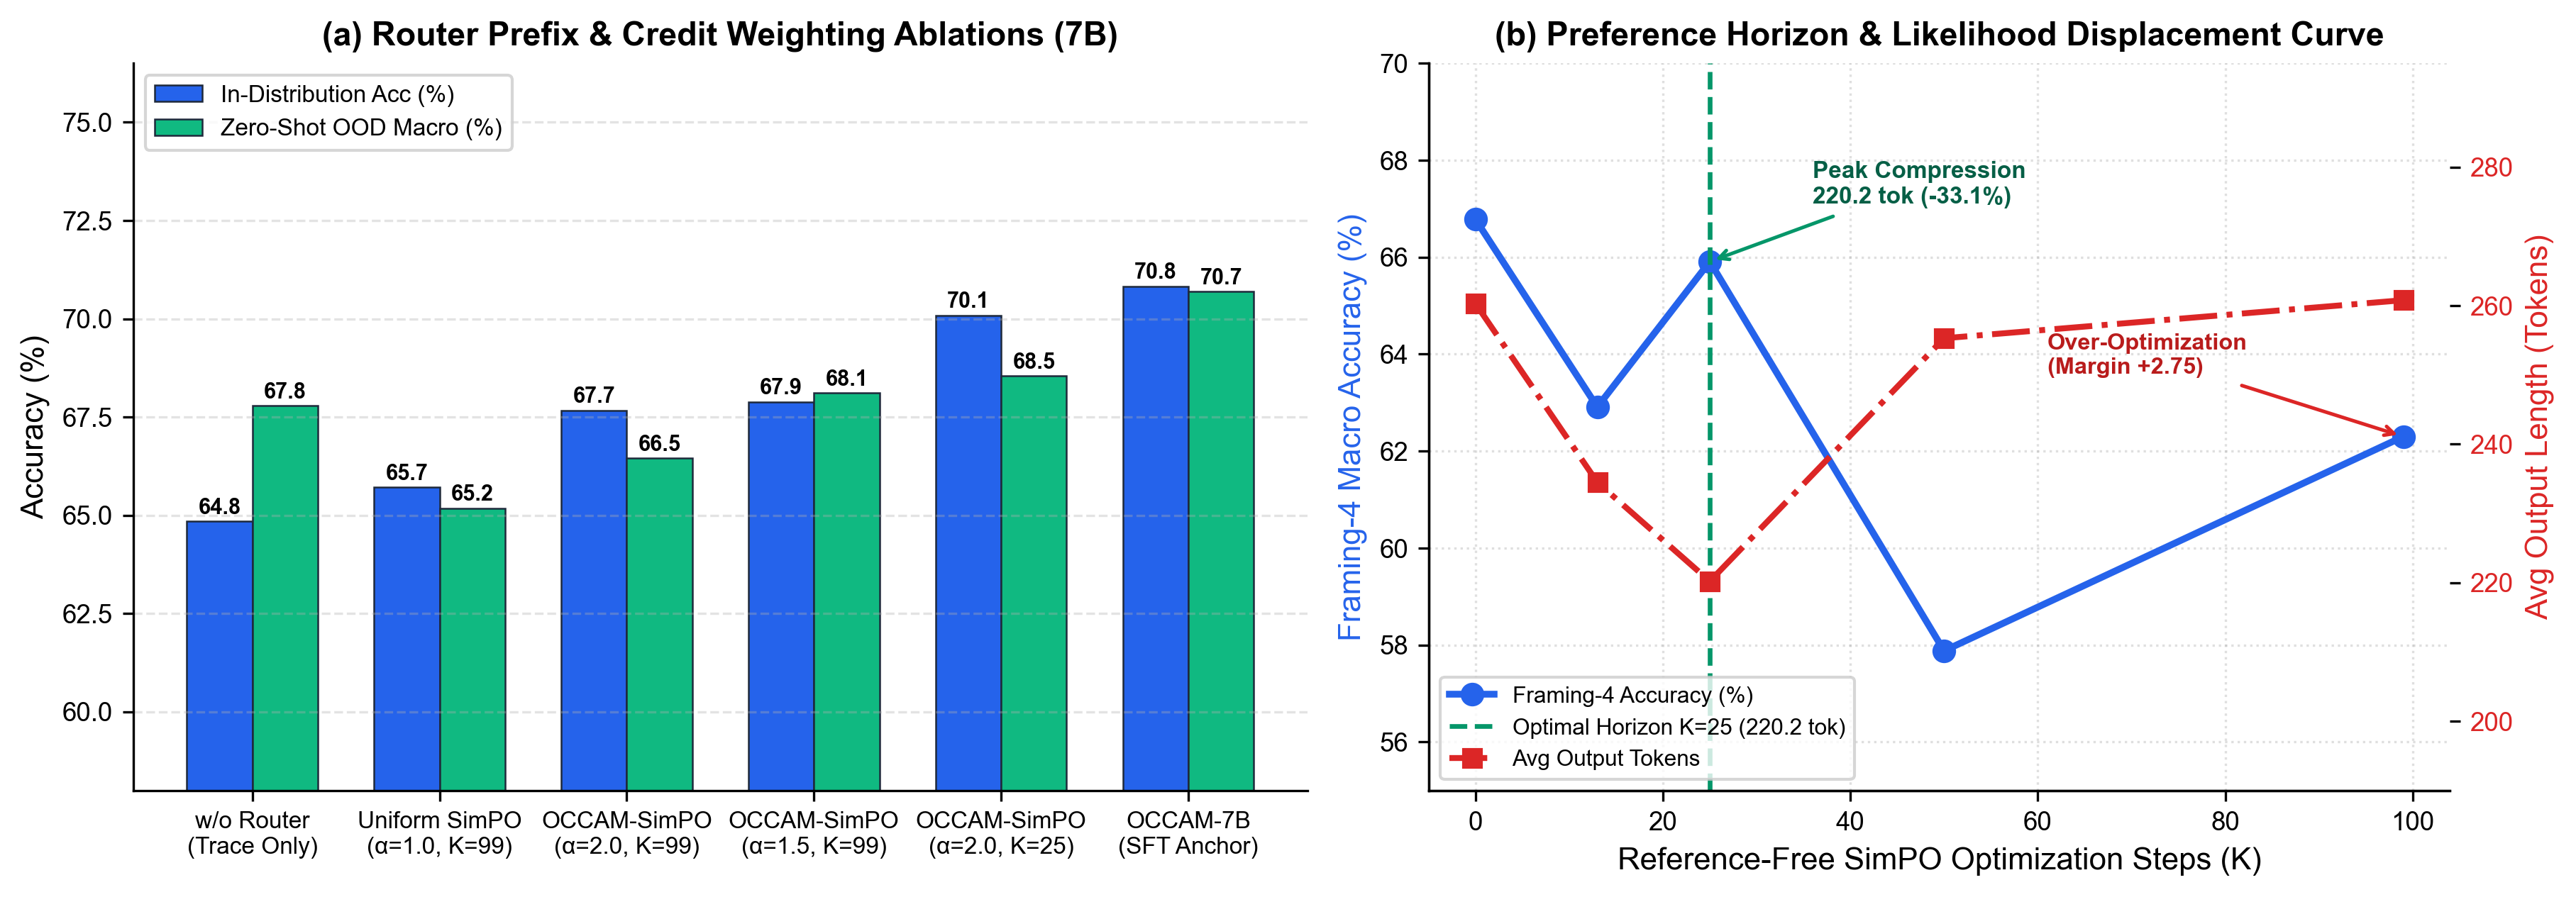 (a) Router Prefix & Credit Weighting Ablations (7B)
In-Distribution Acc (%)
Zero-Shot OOD Macro (%)
Accuracy (%)
75.0
72.5
70.0
67.5
65.0
62.5
60.0
64.8
67.8
65.7
65.2
67.7
66.5
67.9
68.1
70.1
68.5
70.8
70.7
w/o Router
(Trace Only)
Uniform SimPO
(α=1.0, K=99)
OCCAM-SimPO
(α=2.0, K=99)
OCCAM-SimPO
(α=1.5, K=99)
OCCAM-SimPO
(α=2.0, K=25)
OCCAM-7B
(SFT Anchor)
(b) Preference Horizon & Likelihood Displacement Curve
Framing-4 Macro Accuracy (%)
70
68
66
64
62
60
58
56
Peak Compression
220.2 tok (-33.1%)
Over-Optimization
(Margin +2.75)
Framing-4 Accuracy (%)
Optimal Horizon K=25 (220.2 tok)
Avg Output Tokens
0
20
40
60
80
100
Reference-Free SimPO Optimization Steps (K)
280
260
240
220
200
Avg Output Length (Tokens)